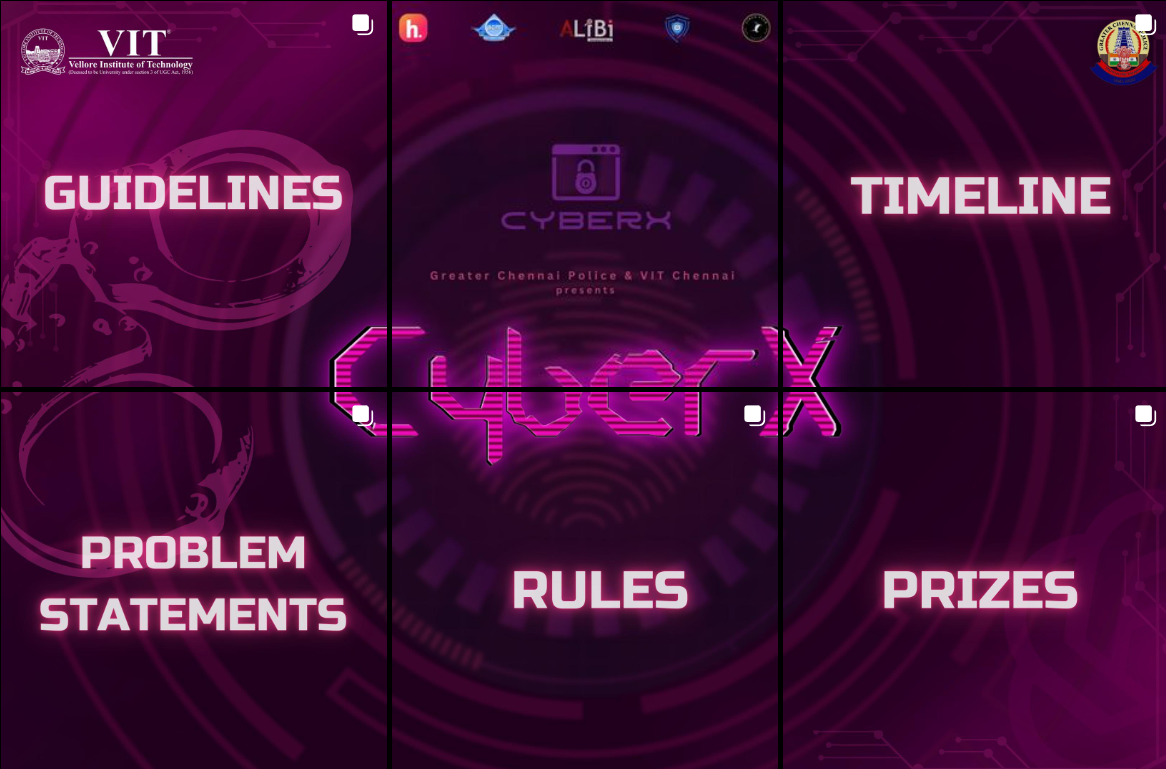 VIT
Vellore Institute of Technology
(Deemed to be University under section 3 of UGC Act, 1956)
h.
ALiBi
GUIDELINES
CYBERX
Greater Chennai Police & VIT Chennai
presents
TIMELINE
CyberX
PROBLEM
STATEMENTS
RULES
PRIZES